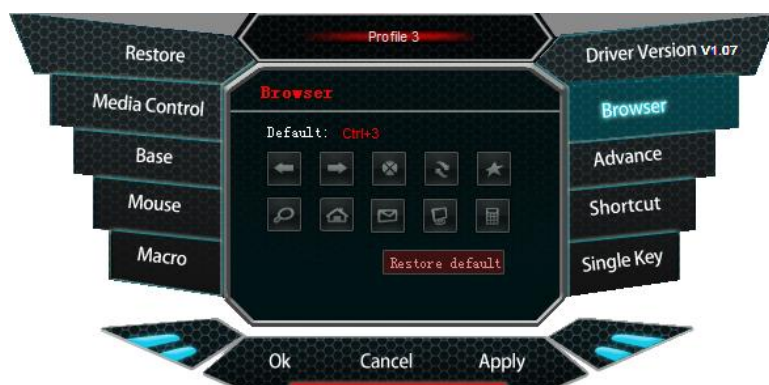 Profile 3
Restore
Media Control
Base
Mouse
Macro
Browser
Default: Ctrl+3
Restore default
Driver Version V1.07
Browser
Advance
Shortcut
Single Key
Ok
Cancel
Apply